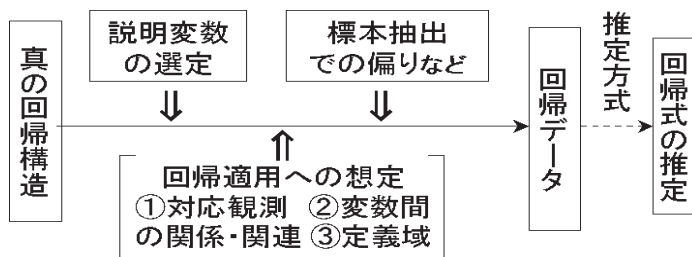 真の回帰構造
説明変数
の選定
標本抽出
での偏りなど
回帰適用への想定
①対応観測 ②変数間
の関係・関連 ③定義域
回帰データ
推定方式
回帰式の推定